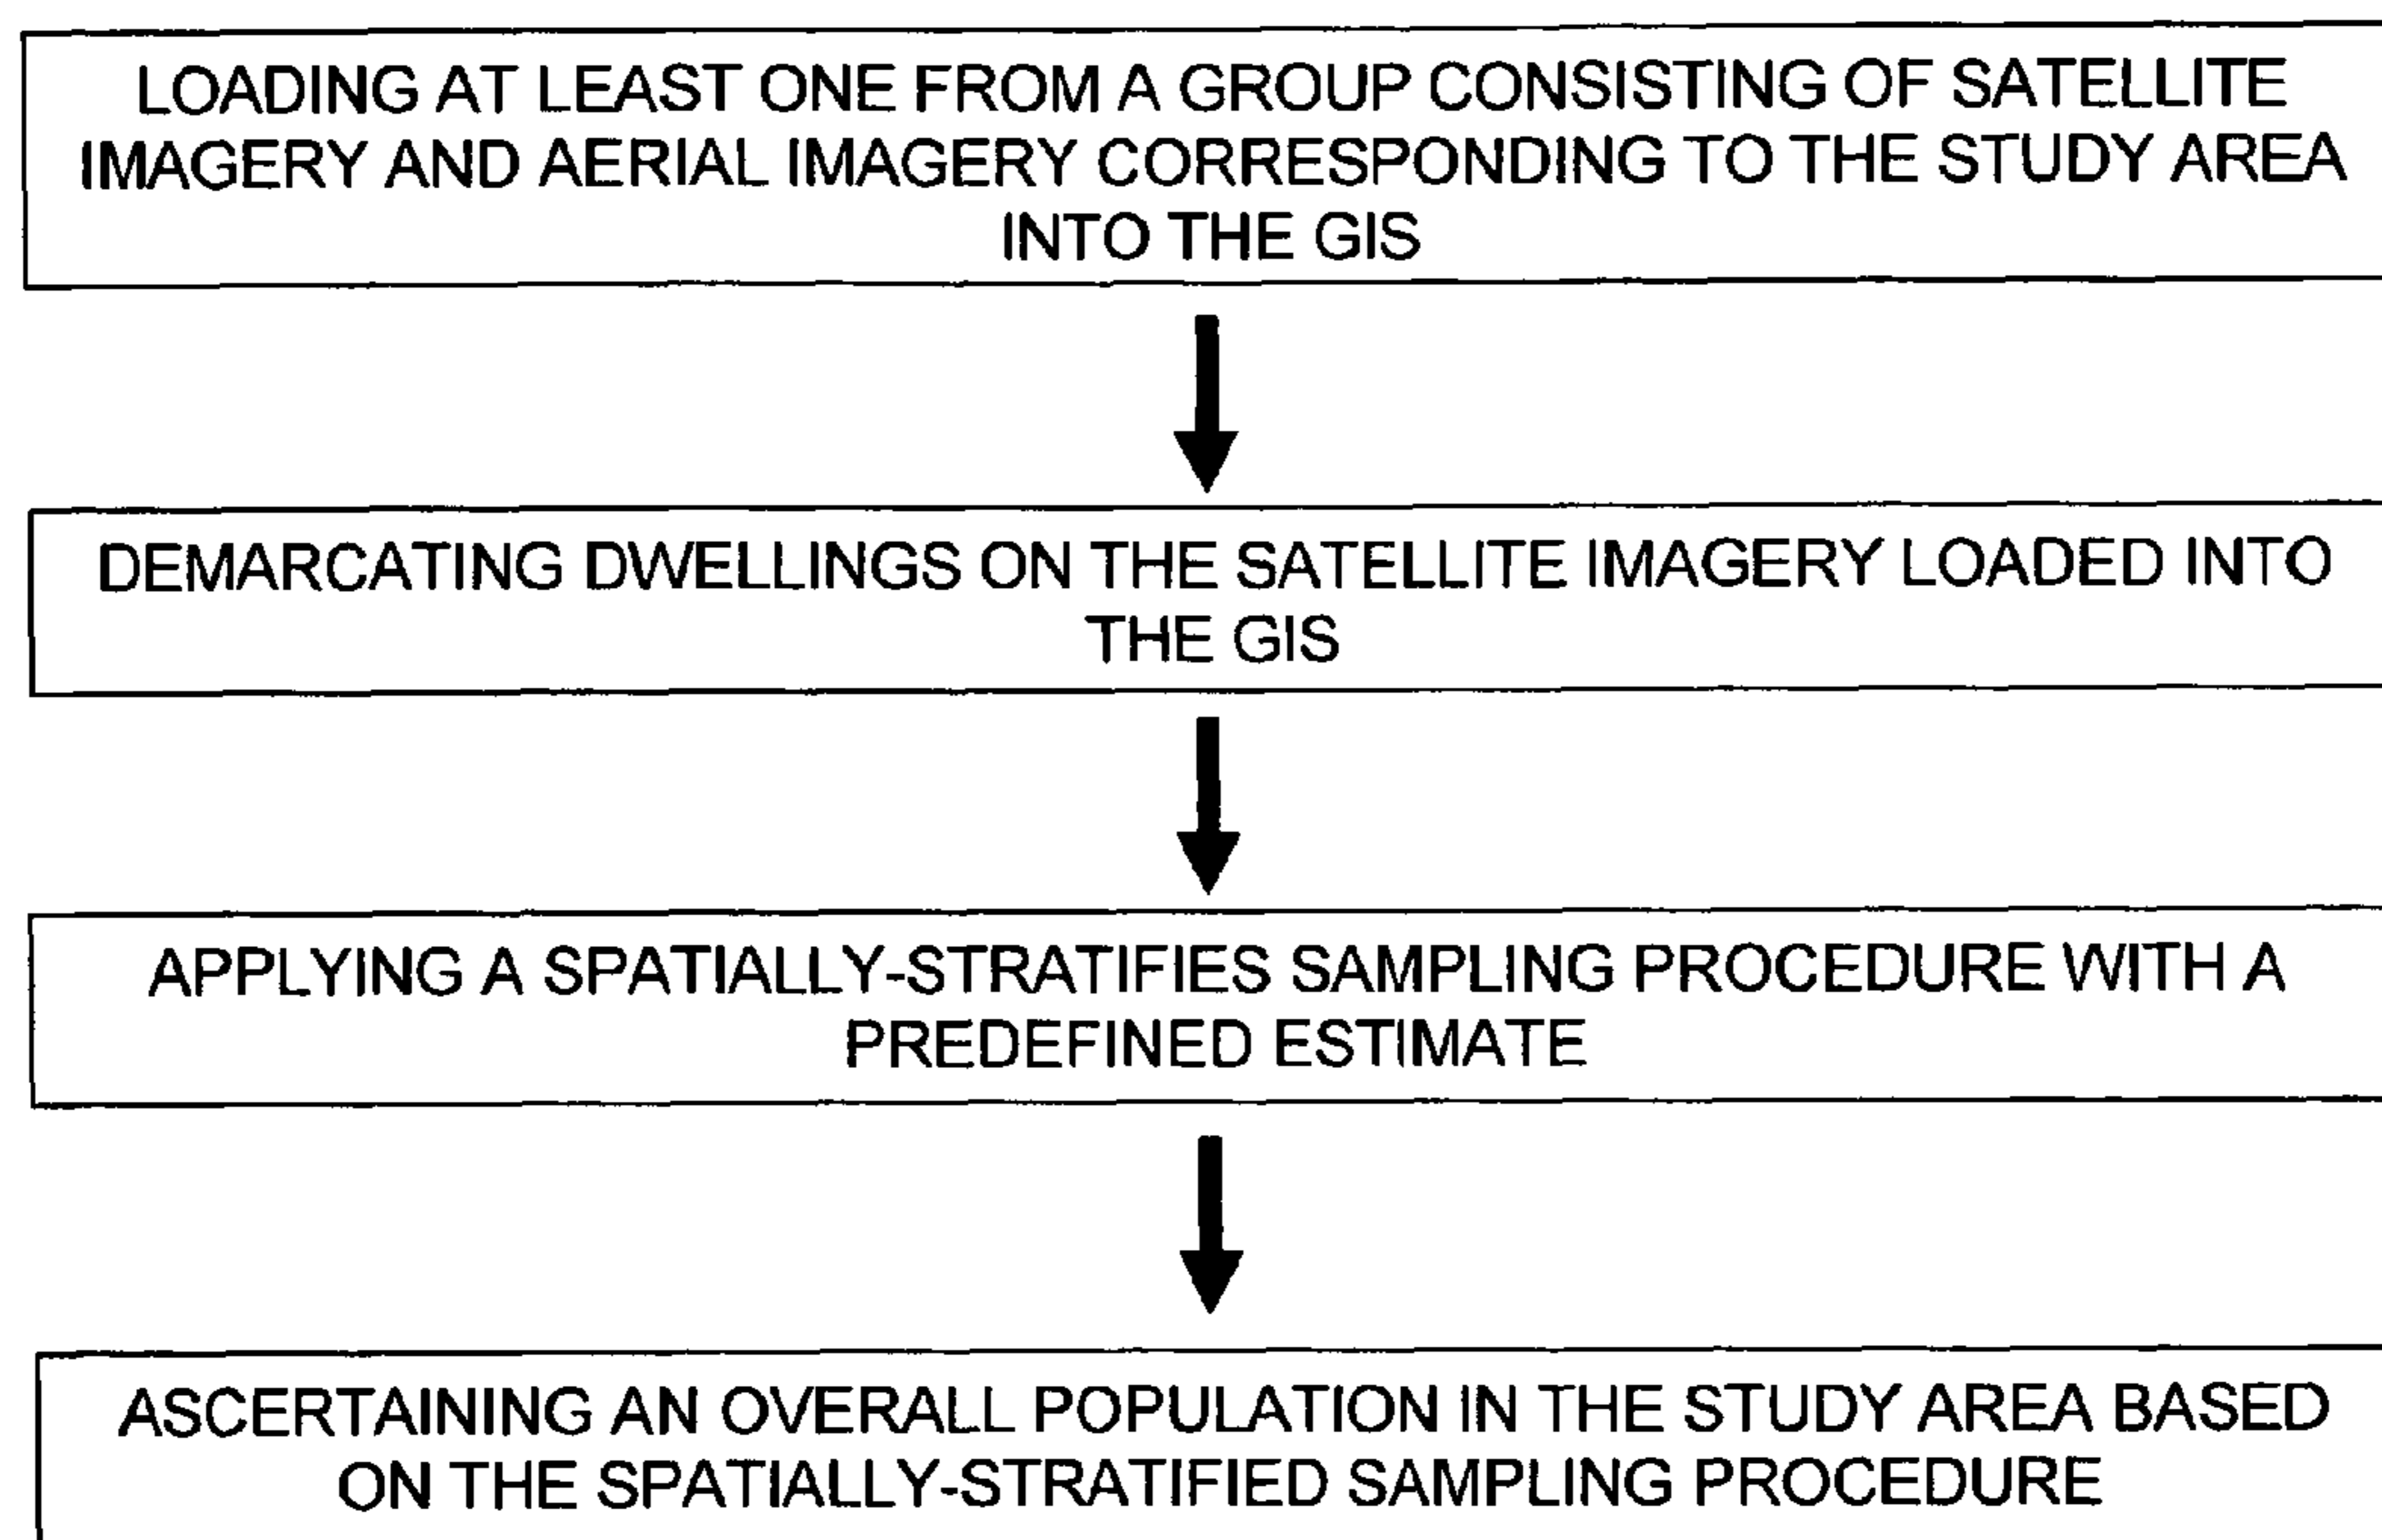 LOADING AT LEAST ONE FROM A GROUP CONSISTING OF SATELLITE
IMAGERY AND AERIAL IMAGERY CORRESPONDING TO THE STUDY AREA
INTO THE GIS
DEMARCATING DWELLINGS ON THE SATELLITE IMAGERY LOADED INTO
THE GIS
APPLYING A SPATIALLY-STRATIFIES SAMPLING PROCEDURE WITH A
PREDEFINED ESTIMATE
ASCERTAINING AN OVERALL POPULATION IN THE STUDY AREA BASED
ON THE SPATIALLY-STRATIFIED SAMPLING PROCEDURE